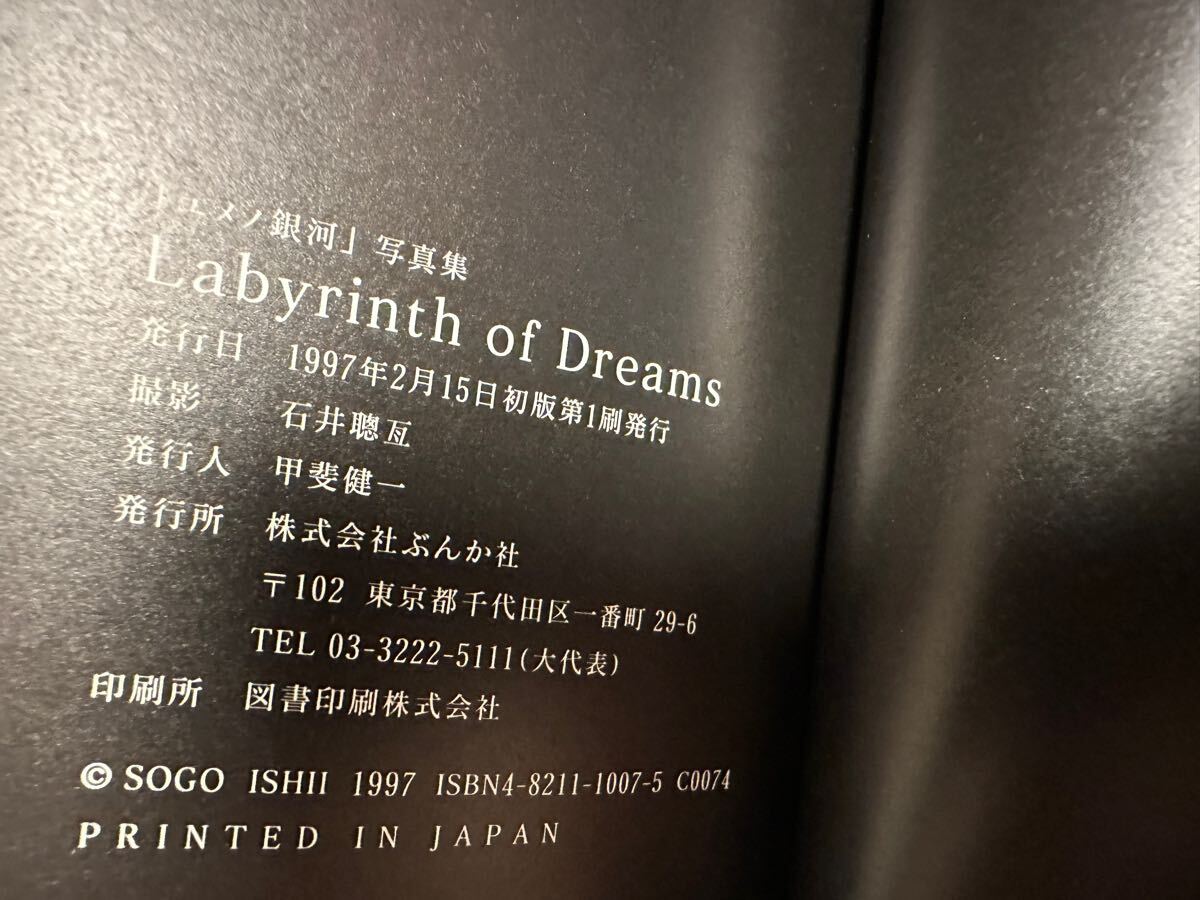 「ユメノ銀河」写真集
Labyrinth of Dreams
発行日 1997年2月15日初版第1刷発行
撮影 石井聰亙
発行人 甲斐健一
発行所 株式会社ぶんか社
〒102 東京都千代田区一番町 29-6
TEL 03-3222-5111(大代表)
印刷所 図書印刷株式会社
© SOGO ISHII 1997 ISBN4-8211-1007-5 C0074
PRINTED IN JAPAN